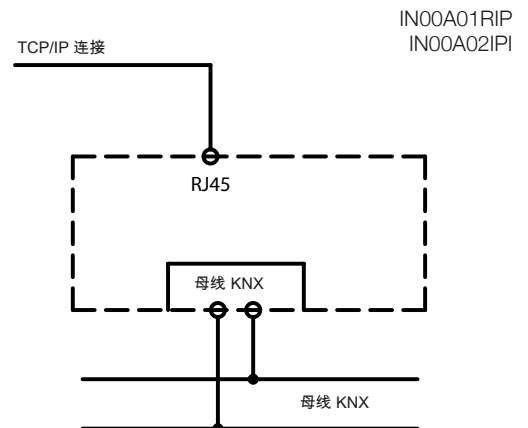 IN00A01RIP
IN00A02IPI
TCP/IP 连接
RJ45
母线 KNX
母线 KNX